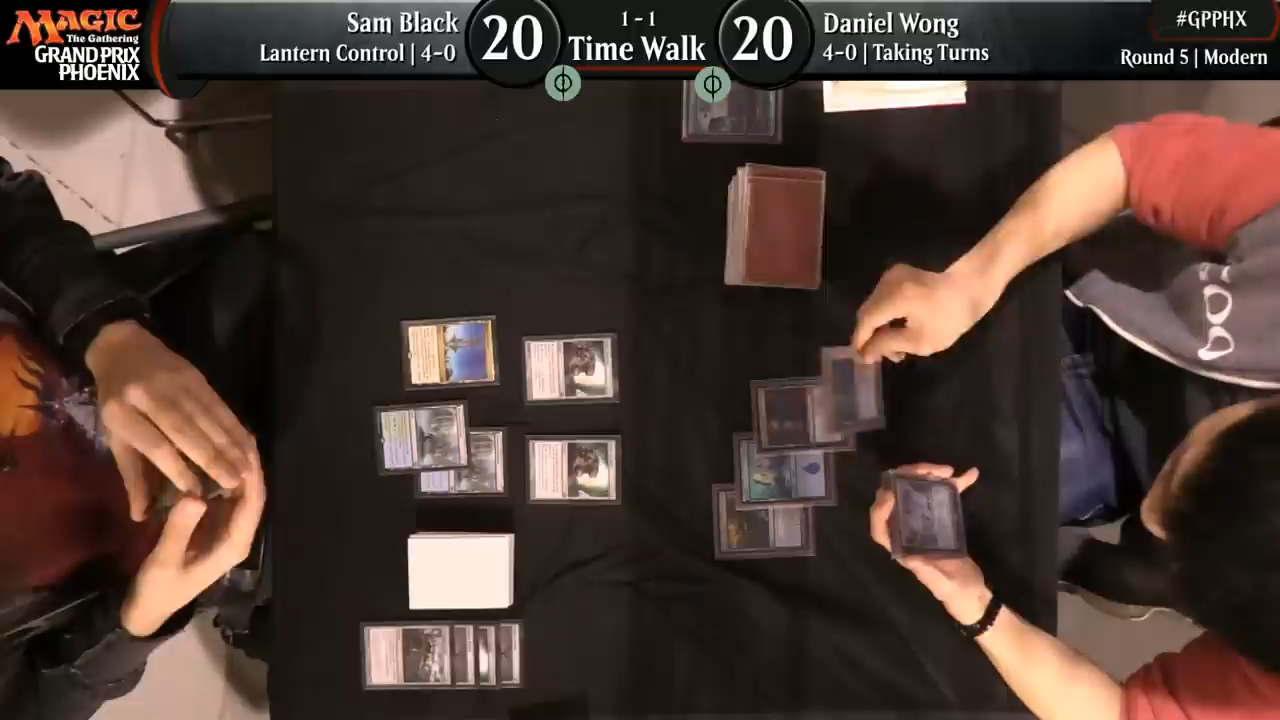 MAGIC
The Gathering
GRAND PRIX
PHOENIX
Sam Black
Lantern Control | 4-0
20
1 - 1
Time Walk
20
Daniel Wong
4-0 | Taking Turns
#GPPHX
Round 5 | Modern